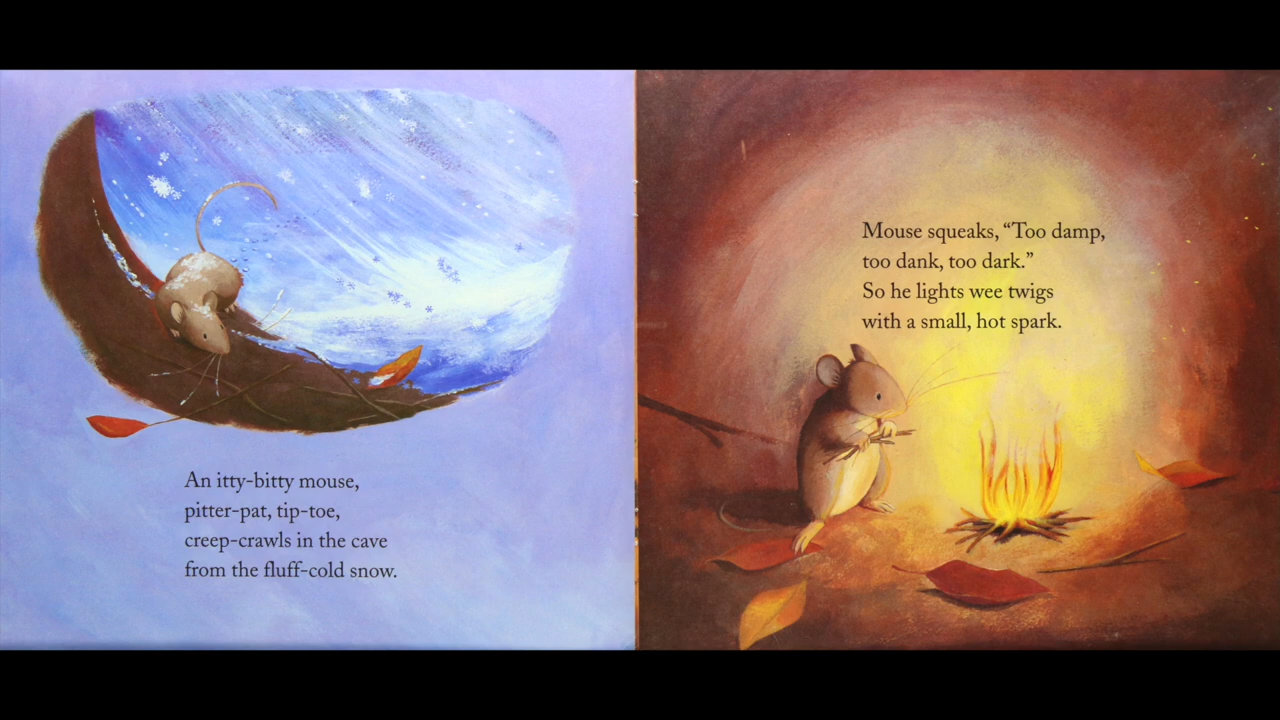 An itty-bitty mouse,
pitter-pat, tip-toe,
creep-crawls in the cave
from the fluff-cold snow.
Mouse squeaks, “Too damp,
too dank, too dark.”
So he lights wee twigs
with a small, hot spark.